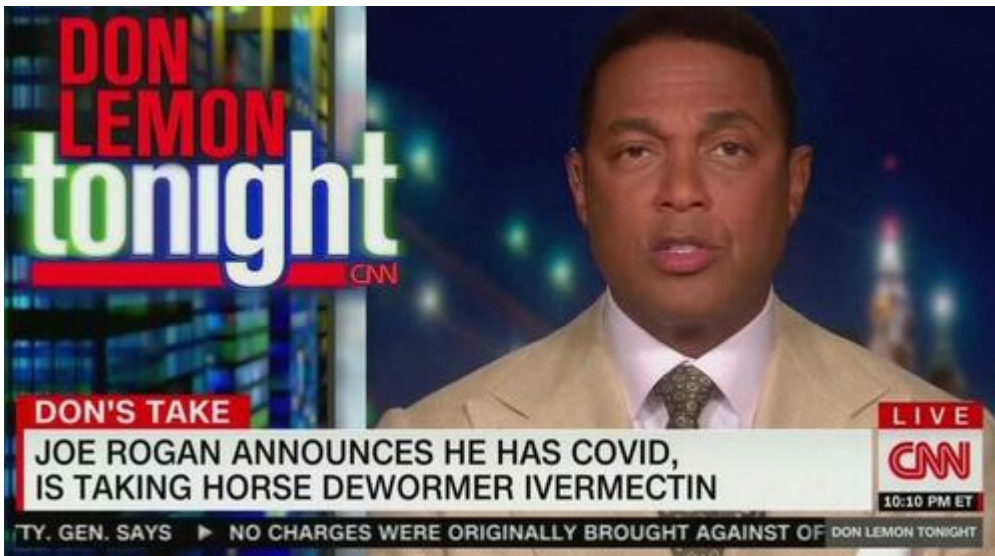 DON
LEMON
tonight
CNN
DON'S TAKE
JOE ROGAN ANNOUNCES HE HAS COVID,
IS TAKING HORSE DEWORMER IVERMECTIN
LIVE
CNN
10:10 PM ET
TY. GEN. SAYS ▶ NO CHARGES WERE ORIGINALLY BROUGHT AGAINST OF
DON LEMON TONIGHT